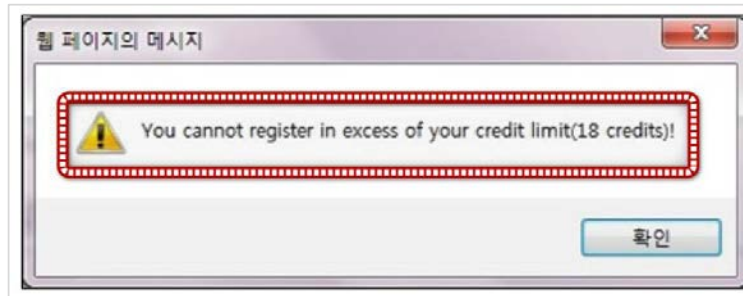 웹 페이지의 메시지
You cannot register in excess of your credit limit(18 credits)!
확인